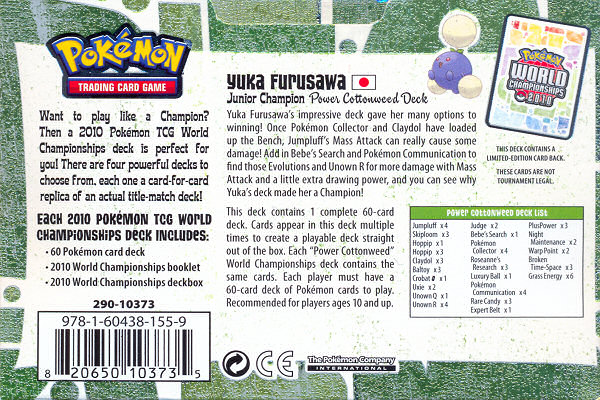 POKÉMON
TRADING CARD GAME
Want to play like a Champion?
Then a 2010 Pokémon TCG World
Championships deck is perfect for
you! There are four powerful decks to
choose from, each one a card-for-card
replica of an actual title-match deck!
Each 2010 Pokémon TCG World
Championships Deck Includes:
• 60 Pokémon card deck
• 2010 World Championships booklet
• 2010 World Championships deckbox
290-10373
978-1-60438-155-9
8 20650 10373 5
Yuka Furusawa
Junior Champion Power Cottonweed Deck
Yuka Furusawa's impressive deck gave her many options to
winning! Once Pokémon Collector and Claydol have loaded
up the Bench, Jumpluff's Mass Attack can really cause some
damage! Add in Bebe's Search and Pokémon Communication to
find those Evolutions and Unown R for more damage with Mass
Attack and a little extra drawing power, and you can see why
Yuka's deck made her a Champion!
This deck contains 1 complete 60-card
deck. Cards appear in this deck multiple
times to create a playable deck straight
out of the box. Each "Power Cottonweed"
World Championships deck contains the
same cards. Each player must have a
60-card deck of Pokémon cards to play.
Recommended for players ages 10 and up.
CE
The Pokémon Company
INTERNATIONAL
POKÉMON
WORLD
CHAMPIONSHIPS
2010
THIS DECK CONTAINS A
LIMITED-EDITION CARD BACK.
THESE CARDS ARE NOT
TOURNAMENT LEGAL.
Power Cottonweed Deck List
Jumpluff x4
Skiploom x3
Hoppip x1
Hoppip x3
Claydol x3
Baltoy x3
Crobat # x1
Uxie x2
Unown Q x1
Unown R x4
Judge x2
Bebe's Search x1
Pokémon
Collector x4
Roseanne's
Research x3
Luxury Ball x1
Pokémon
Communication x4
Rare Candy x3
Expert Belt x1
PlusPower x3
Night
Maintenance x2
Warp Point x2
Broken
Time-Space x3
Grass Energy x6